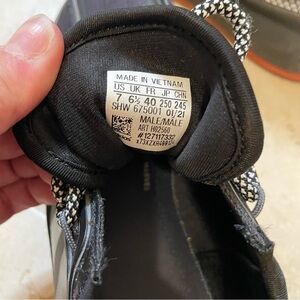 MADE IN VIETNAM
US UK FR JP CHN
7 6½ 40 250 245
SHW 675001 01/21
MALE/MALE
ART H02560
#127117332